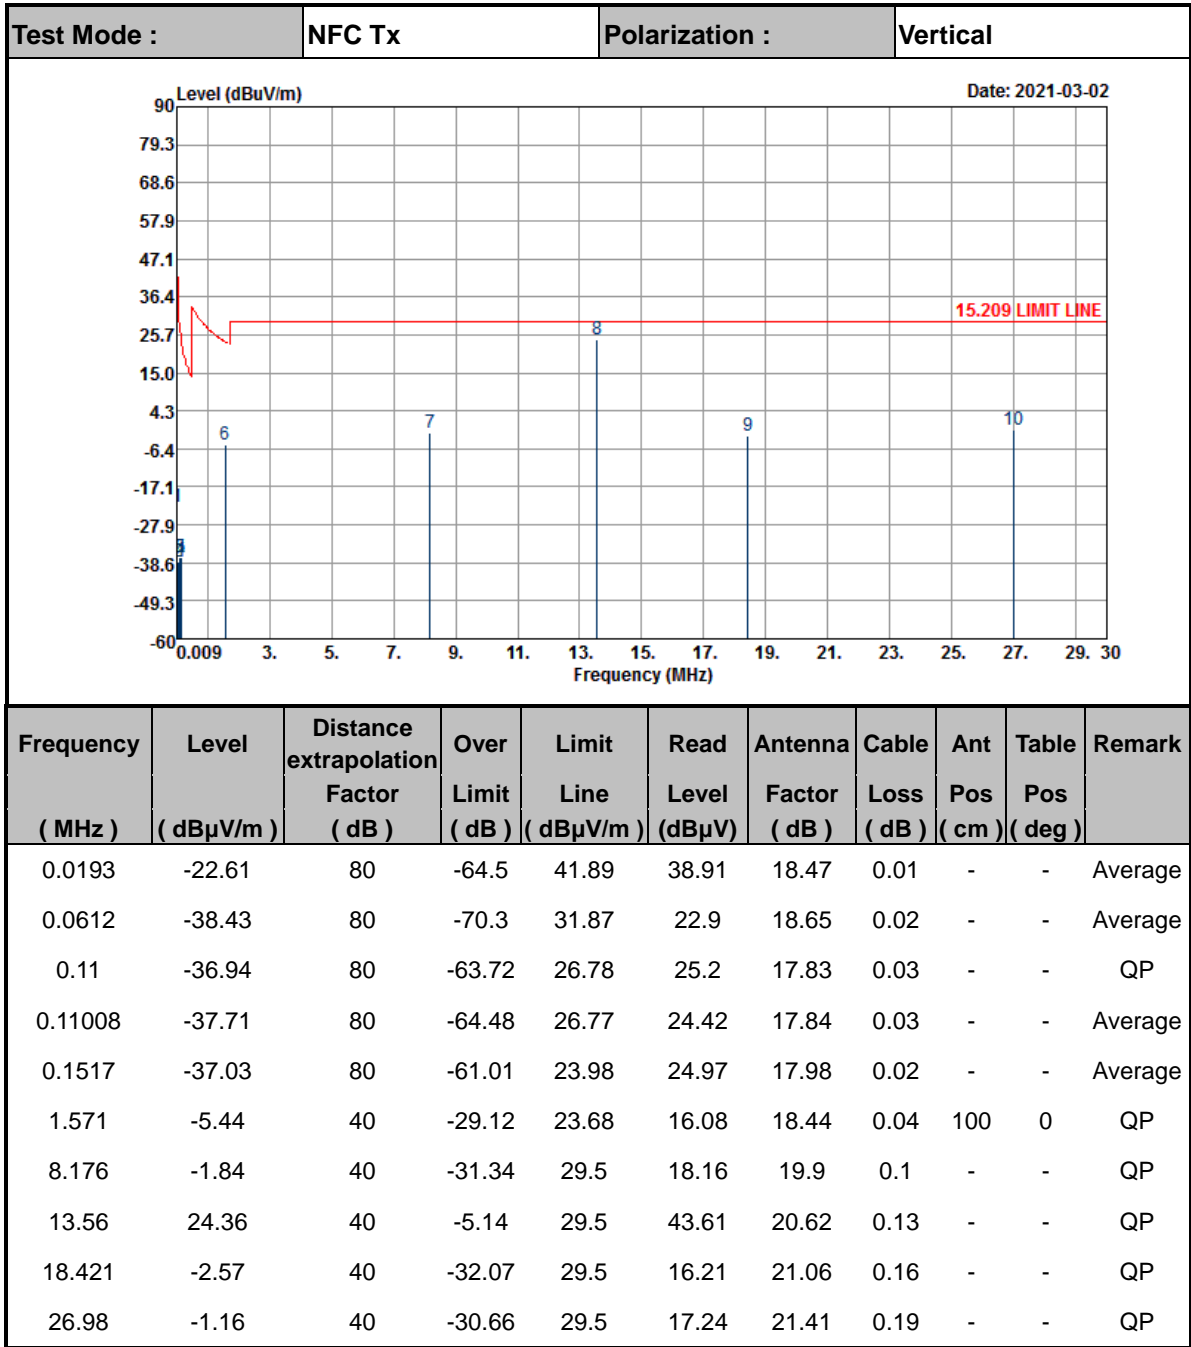 Test Mode : NFC Tx Polarization : Vertical
Level (dBuV/m) Date: 2021-03-02
90
79.3
68.6
57.9
47.1
36.4
25.7
15.0
4.3
-6.4
-17.1
-27.9
-38.6
-49.3
-60
15.209 LIMIT LINE
6
7
8
9
10
0.009 3. 5. 7. 9. 11. 13. 15. 17. 19. 21. 23. 25. 27. 29. 30
Frequency (MHz)
Frequency Level Distance extrapolation Over Limit Read Antenna Cable Ant Table Remark
Factor Limit Line Level Factor Loss Pos Pos
( MHz ) ( dBµV/m ) ( dB ) ( dB ) ( dBµV/m ) (dBµV) ( dB ) ( dB ) ( cm ) ( deg )
0.0193 -22.61 80 -64.5 41.89 38.91 18.47 0.01 - - Average
0.0612 -38.43 80 -70.3 31.87 22.9 18.65 0.02 - - Average
0.11 -36.94 80 -63.72 26.78 25.2 17.83 0.03 - - QP
0.11008 -37.71 80 -64.48 26.77 24.42 17.84 0.03 - - Average
0.1517 -37.03 80 -61.01 23.98 24.97 17.98 0.02 - - Average
1.571 -5.44 40 -29.12 23.68 16.08 18.44 0.04 100 0 QP
8.176 -1.84 40 -31.34 29.5 18.16 19.9 0.1 - - QP
13.56 24.36 40 -5.14 29.5 43.61 20.62 0.13 - - QP
18.421 -2.57 40 -32.07 29.5 16.21 21.06 0.16 - - QP
26.98 -1.16 40 -30.66 29.5 17.24 21.41 0.19 - - QP